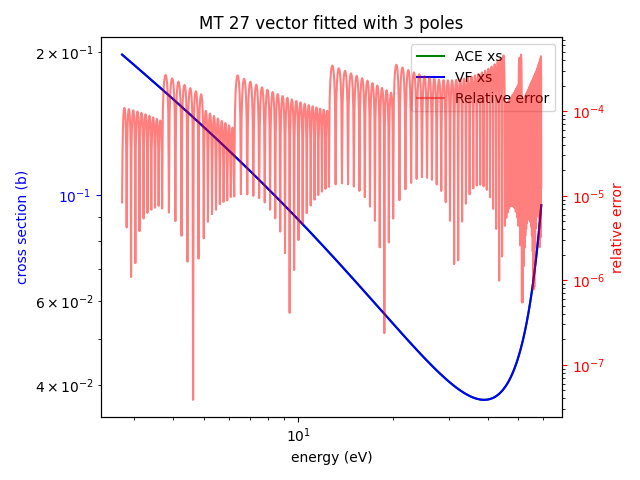 MT 27 vector fitted with 3 poles
ACE xs
VF xs
Relative error
2 × 10⁻¹
10⁻¹
6 × 10⁻²
4 × 10⁻²
cross section (b)
10⁻⁴
10⁻⁵
10⁻⁶
10⁻⁷
relative error
10¹
energy (eV)